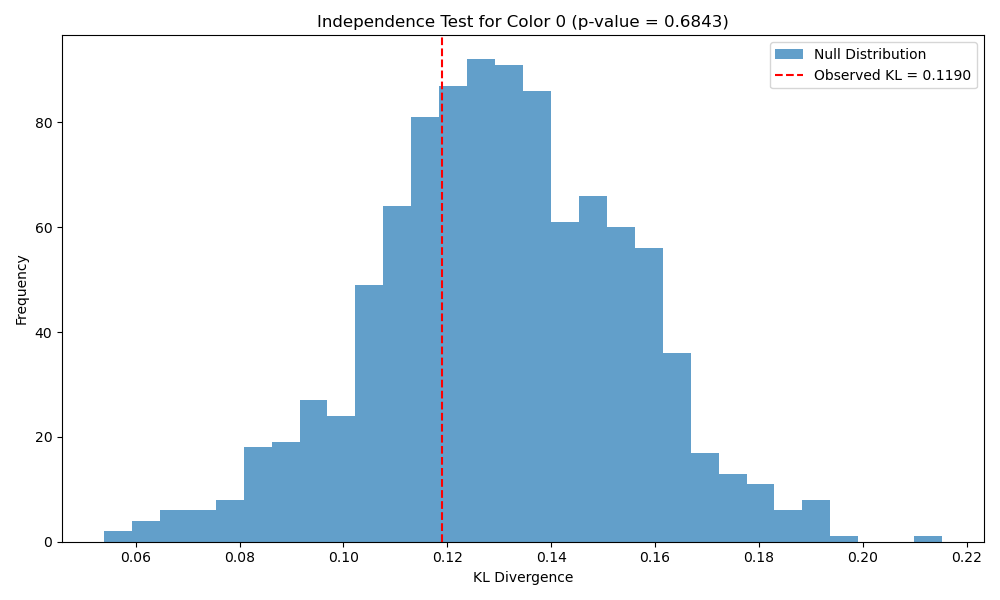 Independence Test for Color 0 (p-value = 0.6843)
Null Distribution
Observed KL = 0.1190
Frequency
80
60
40
20
0
0.06 0.08 0.10 0.12 0.14 0.16 0.18 0.20 0.22
KL Divergence